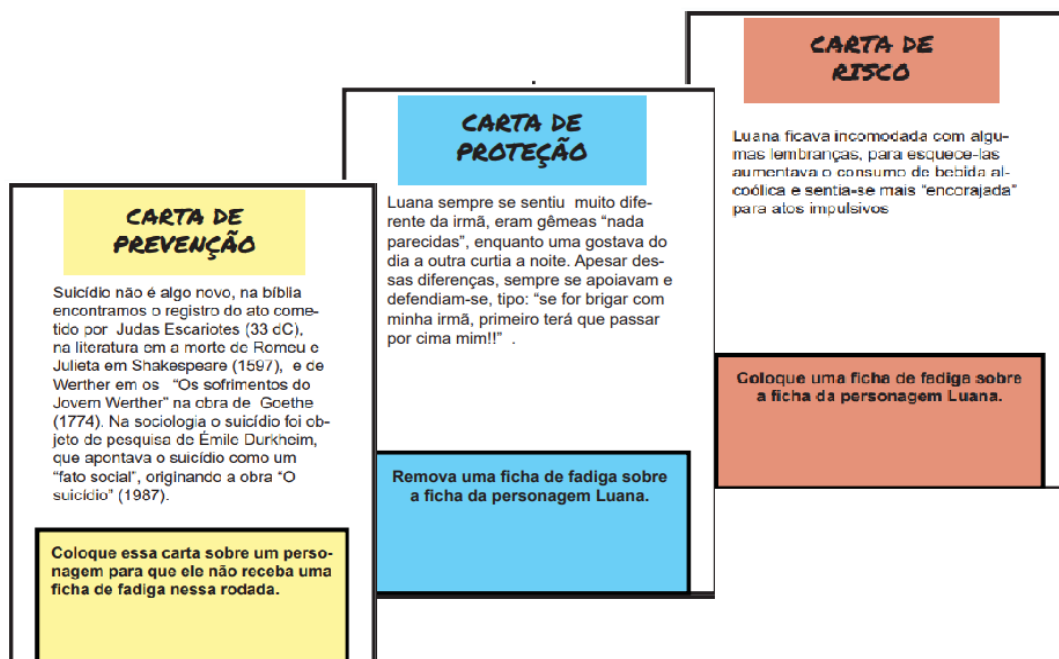 CARTA DE
PREVENÇÃO
Suicídio não é algo novo, na bíblia
encontramos o registro do ato come-
tido por Judas Escariotes (33 dC),
na literatura em a morte de Romeu e
Julieta em Shakespeare (1597), e de
Werther em os "Os sofrimentos do
Jovem Werther" na obra de Goethe
(1774). Na sociologia o suicídio foi ob-
jeto de pesquisa de Émile Durkheim,
que apontava o suicídio como um
"fato social", originando a obra "O
suicídio" (1987).
Coloque essa carta sobre um perso-
nagem para que ele não receba uma
ficha de fadiga nessa rodada.
CARTA DE
PROTEÇÃO
Luana sempre se sentiu muito dife-
rente da irmã, eram gêmeas "nada
parecidas", enquanto uma gostava do
dia a outra curtia a noite. Apesar des-
sas diferenças, sempre se apoiavam e
defendiam-se, tipo: "se for brigar com
minha irmã, primeiro terá que passar
por cima mim!!" .
Remova uma ficha de fadiga sobre
a ficha da personagem Luana.
CARTA DE
RISCO
Luana ficava incomodada com algu-
mas lembranças, para esquece-las
aumentava o consumo de bebida al-
coólica e sentia-se mais "encorajada"
para atos impulsivos
Coloque uma ficha de fadiga sobre
a ficha da personagem Luana.